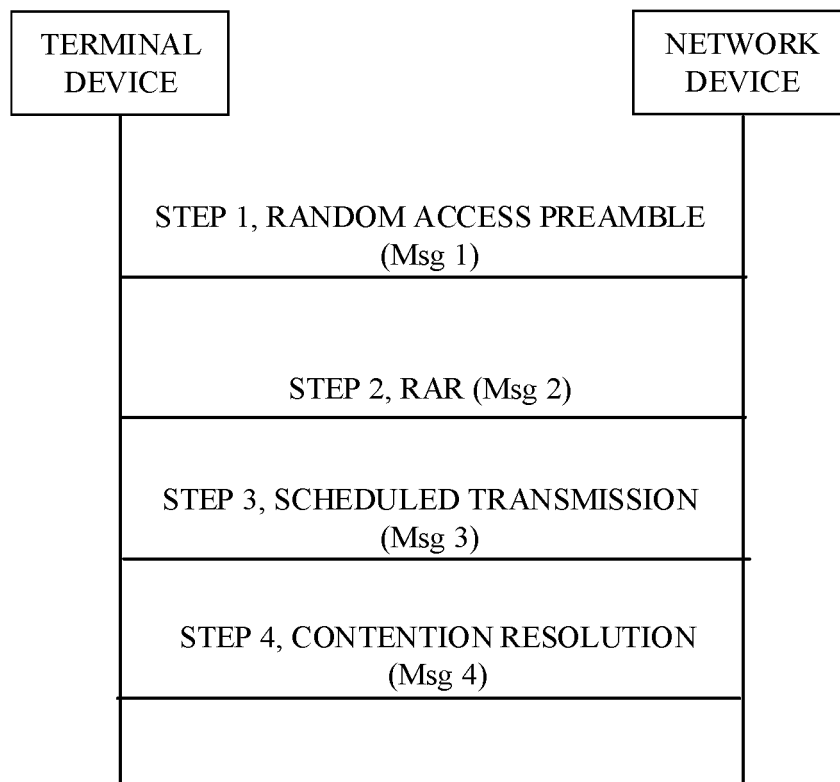 TERMINAL
DEVICE
NETWORK
DEVICE
STEP 1, RANDOM ACCESS PREAMBLE
(Msg 1)
STEP 2, RAR (Msg 2)
STEP 3, SCHEDULED TRANSMISSION
(Msg 3)
STEP 4, CONTENTION RESOLUTION
(Msg 4)